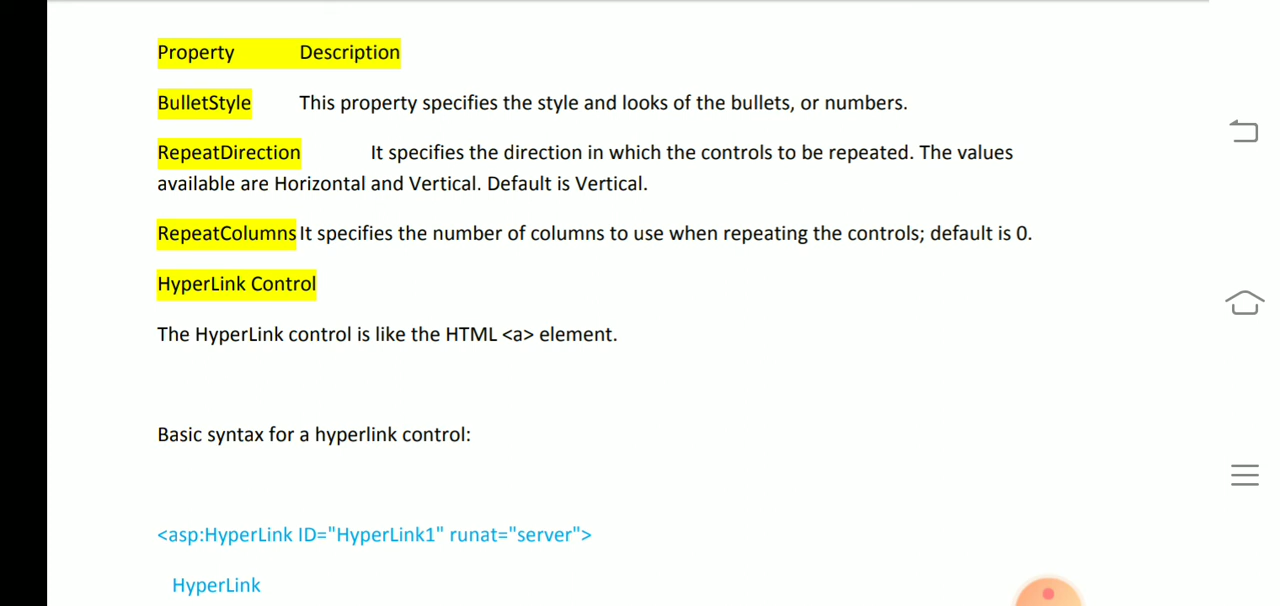 Property Description
BulletStyle This property specifies the style and looks of the bullets, or numbers.
RepeatDirection It specifies the direction in which the controls to be repeated. The values
available are Horizontal and Vertical. Default is Vertical.
RepeatColumns It specifies the number of columns to use when repeating the controls; default is 0.
HyperLink Control
The HyperLink control is like the HTML <a> element.
Basic syntax for a hyperlink control:
<asp:HyperLink ID="HyperLink1" runat="server">
HyperLink